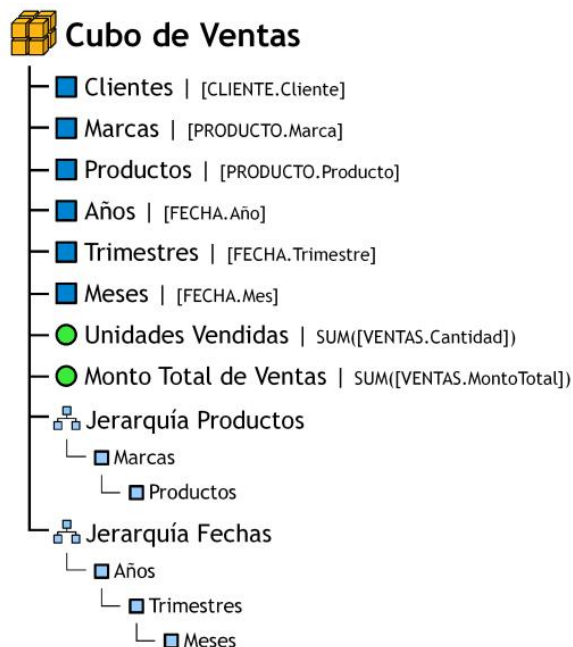 Cubo de Ventas
Clientes | [CLIENTE.Cliente]
Marcas | [PRODUCTO.Marca]
Productos | [PRODUCTO.Producto]
Años | [FECHA.Año]
Trimestres | [FECHA.Trimestre]
Meses | [FECHA.Mes]
Unidades Vendidas | SUM([VENTAS.Cantidad])
Monto Total de Ventas | SUM([VENTAS.MontoTotal])
Jerarquía Productos
Marcas
Productos
Jerarquía Fechas
Años
Trimestres
Meses